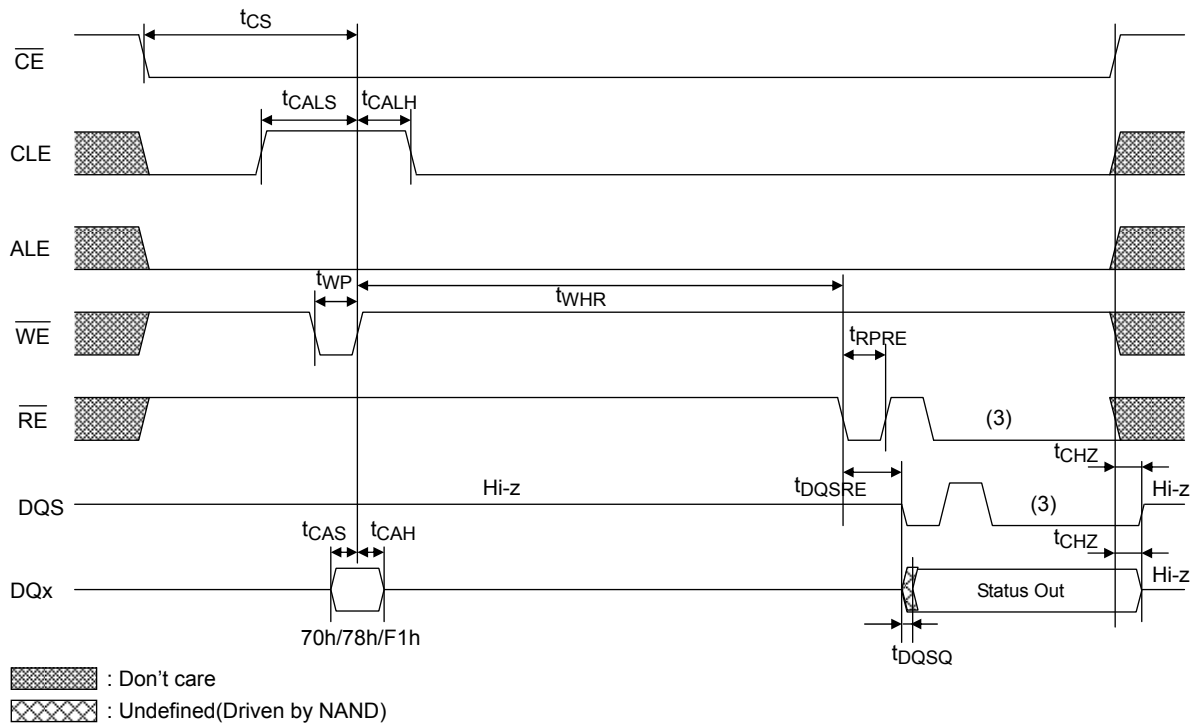 tCS
CE
tCALS tCALH
CLE
ALE
tWP
tWHR
WE
tRPRE
RE
(3)
tCHZ
Hi-z
tDQSRE
Hi-z
DQS
(3)
tCAS tCAH
tCHZ
DQx
Status Out
Hi-z
70h/78h/F1h
tDQSQ
: Don't care
: Undefined(Driven by NAND)